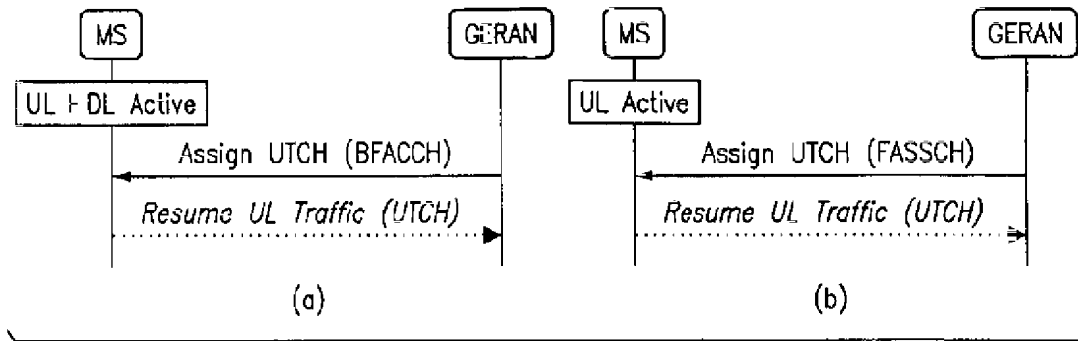 MS GERAN MS GERAN
UL + DL Active UL Active
Assign UTCH (BFACCH) Assign UTCH (FASSCH)
Resume UL Traffic (UTCH) Resume UL Traffic (UTCH)
(a) (b)